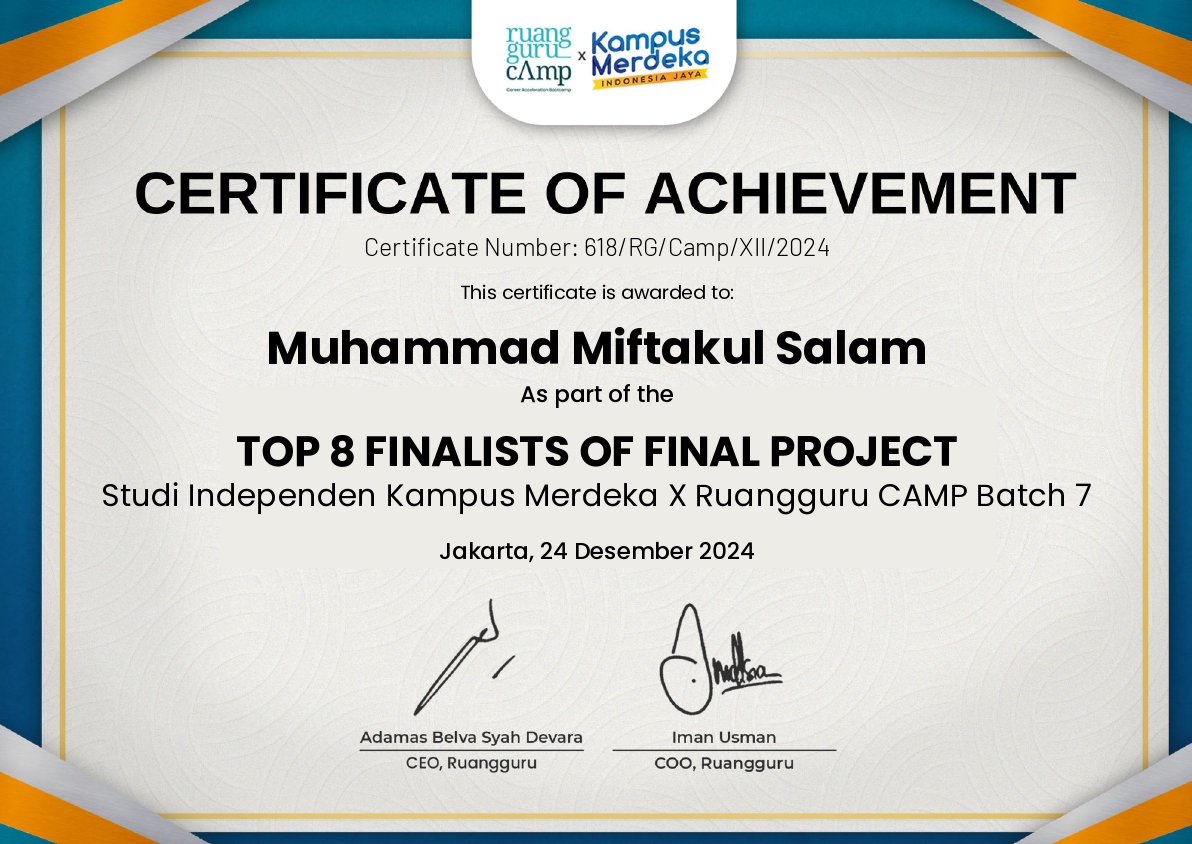 ruang
guru
cAmp
Career Acceleration Bootcamp
x
Kampus
Merdeka
INDONESIA JAYA
CERTIFICATE OF ACHIEVEMENT
Certificate Number: 618/RG/Camp/XII/2024
This certificate is awarded to:
Muhammad Miftakul Salam
As part of the
TOP 8 FINALISTS OF FINAL PROJECT
Studi Independen Kampus Merdeka X Ruangguru CAMP Batch 7
Jakarta, 24 Desember 2024
Adamas Belva Syah Devara
CEO, Ruangguru
Iman Usman
COO, Ruangguru